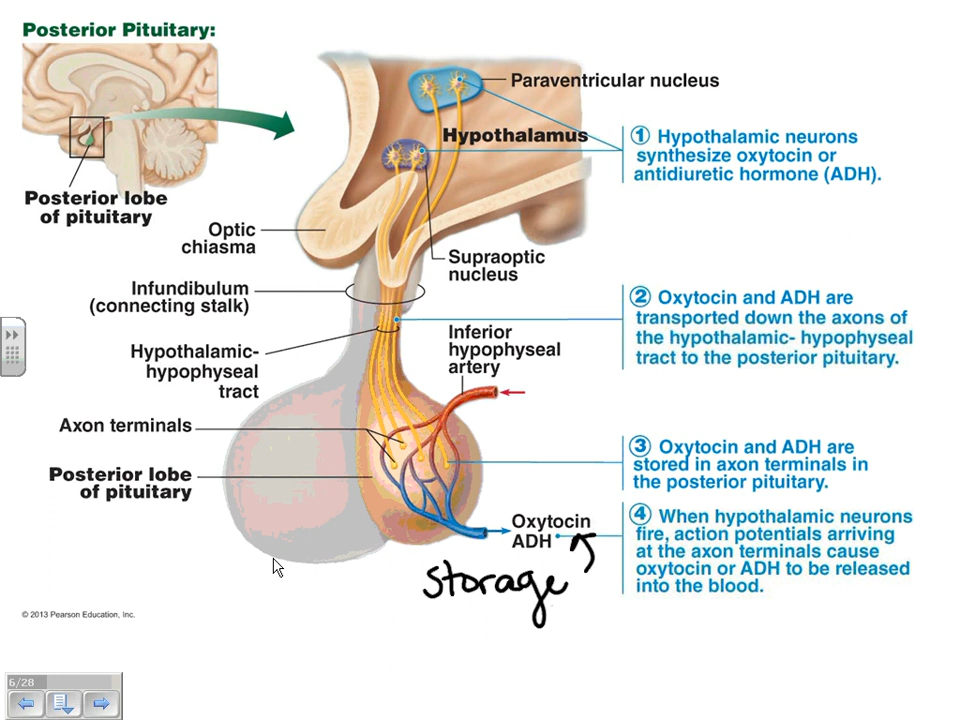 Posterior Pituitary:
Posterior lobe
of pituitary
Paraventricular nucleus
Hypothalamus
① Hypothalamic neurons
synthesize oxytocin or
antidiuretic hormone (ADH).
Optic
chiasma
Supraoptic
nucleus
Infundibulum
(connecting stalk)
② Oxytocin and ADH are
transported down the axons of
the hypothalamic- hypophyseal
tract to the posterior pituitary.
Inferior
hypophyseal
artery
Hypothalamic-
hypophyseal
tract
Axon terminals
Posterior lobe
of pituitary
③ Oxytocin and ADH are
stored in axon terminals in
the posterior pituitary.
Oxytocin
ADH
④ When hypothalamic neurons
fire, action potentials arriving
at the axon terminals cause
oxytocin or ADH to be released
into the blood.
storage
© 2013 Pearson Education, Inc.
6/28